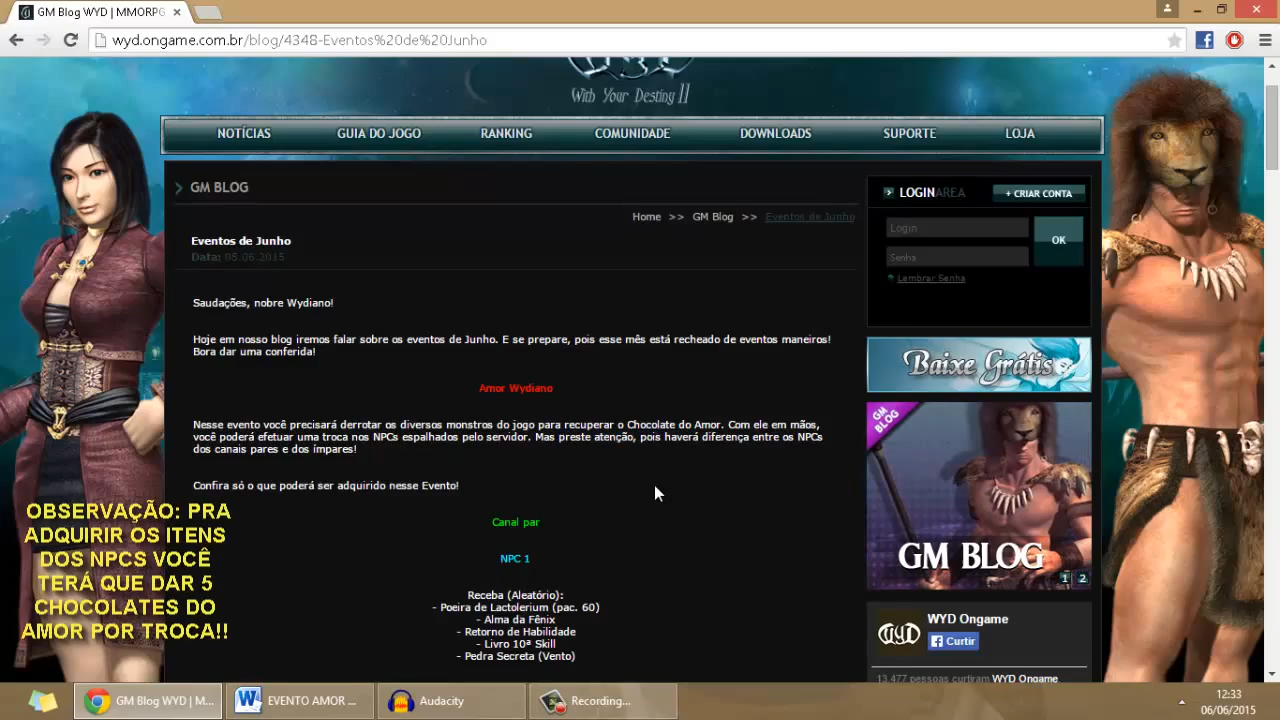 GM Blog WYD | MMORPG
wyd.ongame.com.br/blog/4348-Eventos%20de%20Junho
With Your Destiny II
NOTÍCIAS
GUIA DO JOGO
RANKING
COMUNIDADE
DOWNLOADS
SUPORTE
LOJA
GM BLOG
Home >> GM Blog >> Eventos de Junho
Eventos de Junho
Data: 05.06.2015
Saudações, nobre Wydiano!
Hoje em nosso blog iremos falar sobre os eventos de Junho. E se prepare, pois esse mês está recheado de eventos maneiros!
Bora dar uma conferida!
Amor Wydiano
Nesse evento você precisará derrotar os diversos monstros do jogo para recuperar o Chocolate do Amor. Com ele em mãos,
você poderá efetuar uma troca nos NPCs espalhados pelo servidor. Mas preste atenção, pois haverá diferença entre os NPCs
dos canais pares e dos ímpares!
Confira só o que poderá ser adquirido nesse Evento!
Canal par
NPC 1
Receba (Aleatório):
- Poeira de Lactolerium (pac. 60)
- Alma da Fênix
- Retorno de Habilidade
- Livro 10ª Skill
- Pedra Secreta (Vento)
LOGINAREA
+ CRIAR CONTA
Login
Senha
OK
Lembrar Senha
Baixe Grátis
GM BLOG
GM BLOG
1 2
WYD
WYD Ongame
Curtir
13.477 pessoas curtiram WYD Ongame.
OBSERVAÇÃO: PRA
ADQUIRIR OS ITENS
DOS NPCS VOCÊ
TERÁ QUE DAR 5
CHOCOLATES DO
AMOR POR TROCA!!
GM Blog WYD | M...
EVENTO AMOR ...
Audacity
Recording...
12:33
06/06/2015